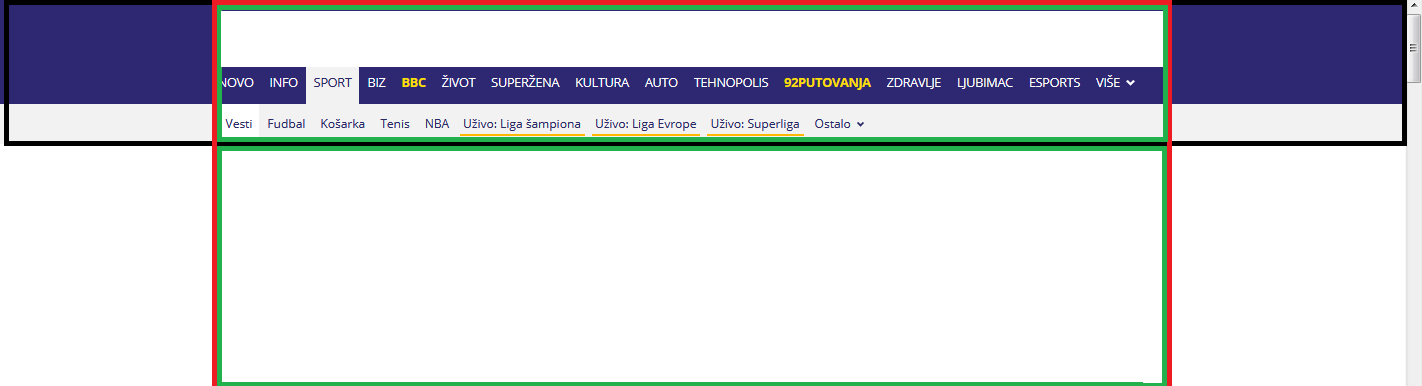 NOVO INFO SPORT BIZ BBC ŽIVOT SUPERŽENA KULTURA AUTO TEHNOPOLIS 92PUTOVANJA ZDRAVLJE LJUBIMAC ESPORTS VIŠE
Vesti Fudbal Košarka Tenis NBA Uživo: Liga šampiona Uživo: Liga Evrope Uživo: Superliga Ostalo